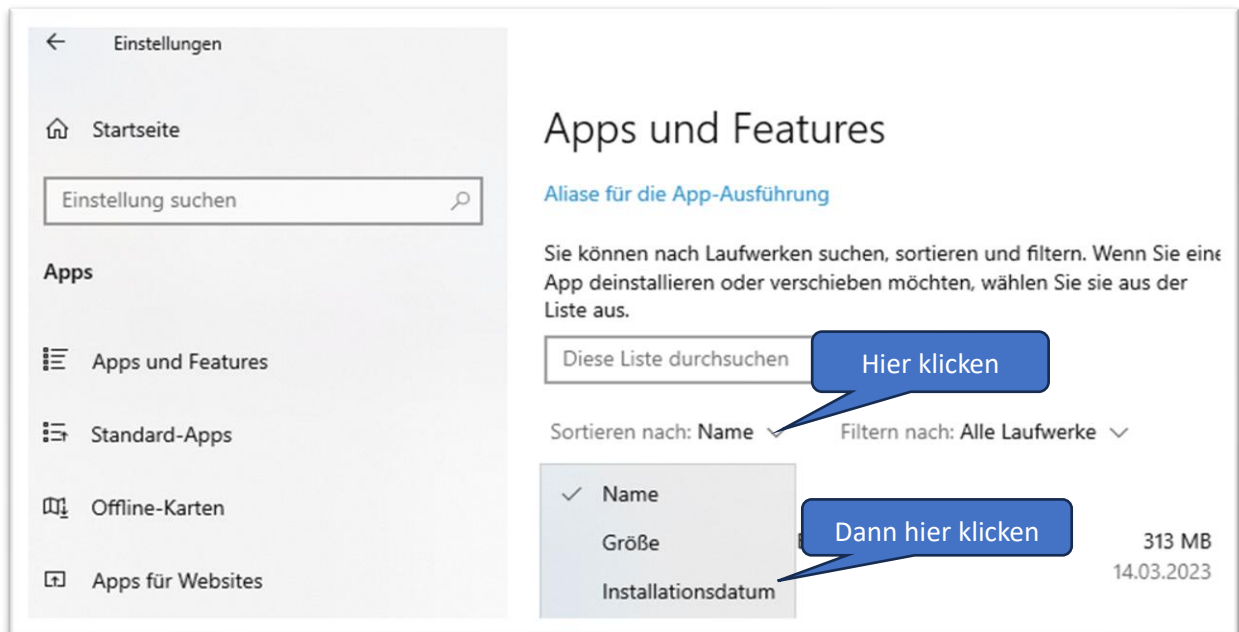 Einstellungen
Startseite
Einstellung suchen
Apps
Apps und Features
Standard-Apps
Offline-Karten
Apps für Websites
Apps und Features
Aliase für die App-Ausführung
Sie können nach Laufwerken suchen, sortieren und filtern. Wenn Sie eine
App deinstallieren oder verschieben möchten, wählen Sie sie aus der
Liste aus.
Diese Liste durchsuchen
Hier klicken
Sortieren nach: Name
Filtern nach: Alle Laufwerke
Name
Größe
Dann hier klicken
313 MB
14.03.2023
Installationsdatum